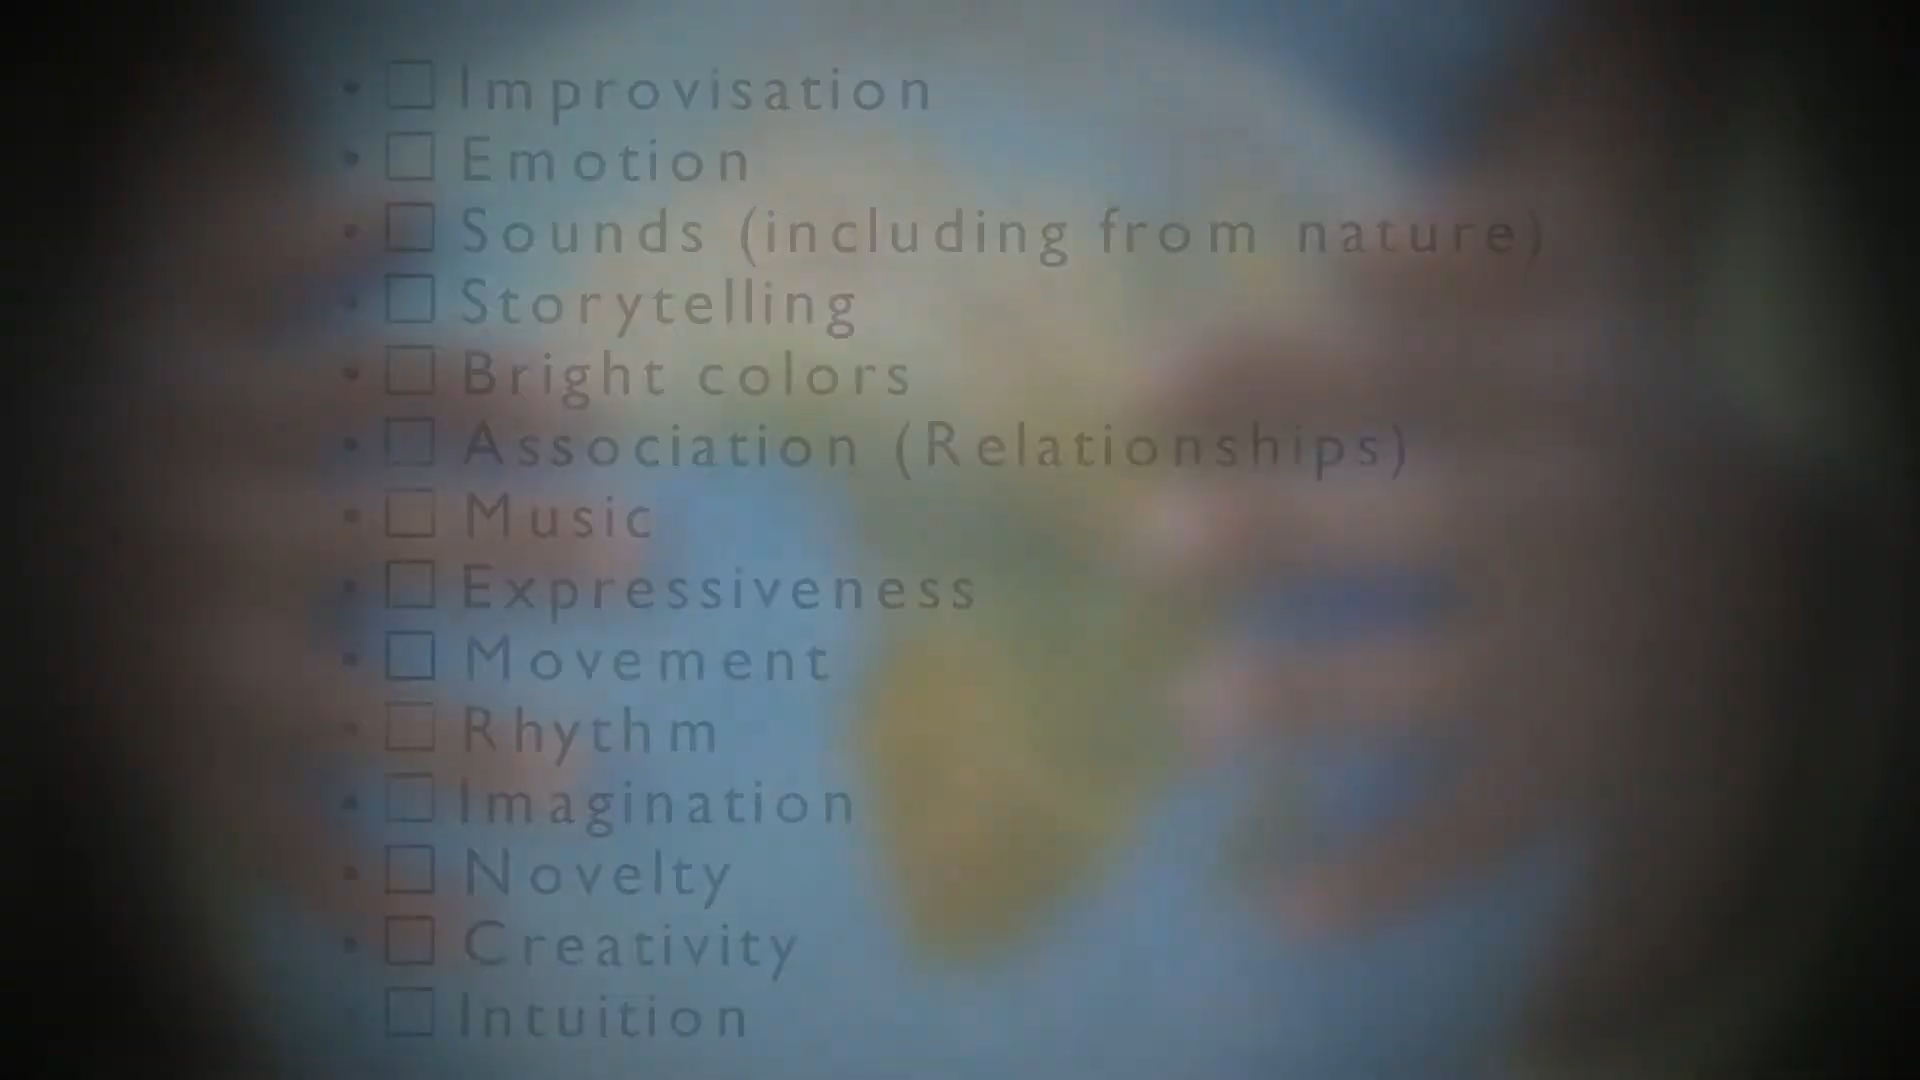 • □ Improvisation
• □ Emotion
• □ Sounds (including from nature)
• □ Storytelling
• □ Bright colors
• □ Association (Relationships)
• □ Music
• □ Expressiveness
• □ Movement
• □ Rhythm
• □ Imagination
• □ Novelty
• □ Creativity
• □ Intuition